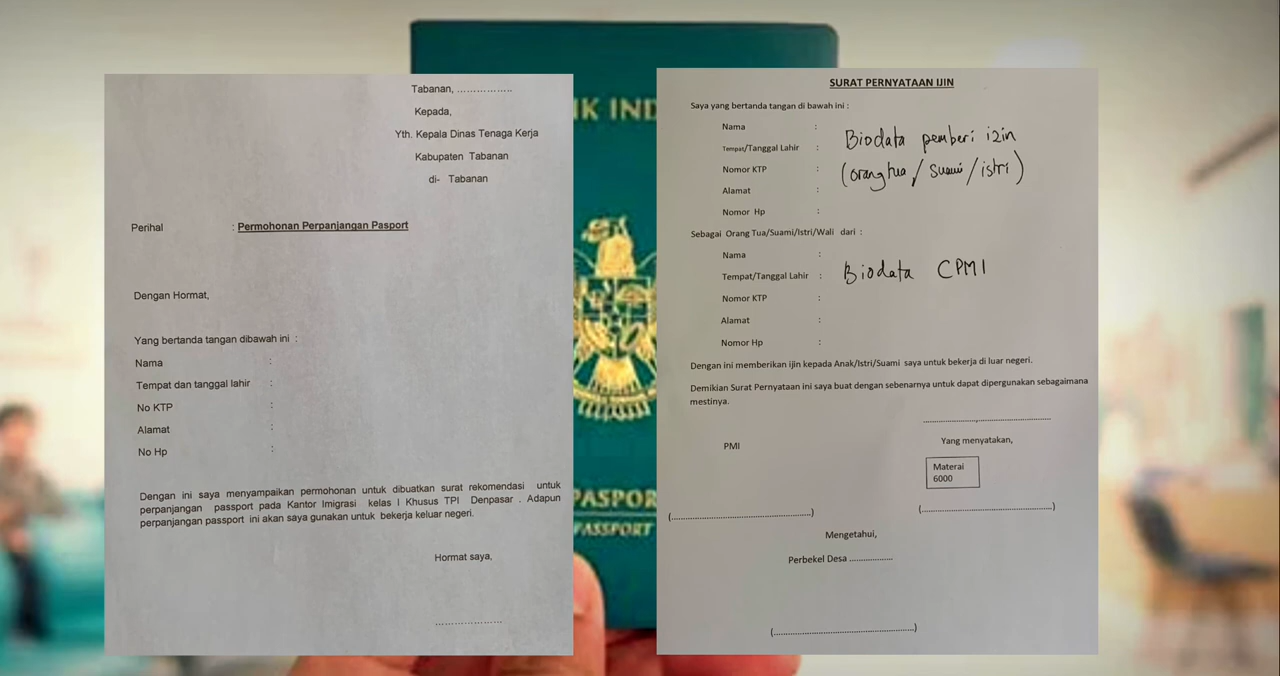 Tabanan, ................
Kepada,
Yth. Kepala Dinas Tenaga Kerja
Kabupaten Tabanan
di- Tabanan
Perihal : Permohonan Perpanjangan Pasport
Dengan Hormat,
Yang bertanda tangan dibawah ini :
Nama :
Tempat dan tanggal lahir :
No KTP :
Alamat :
No Hp :
Dengan ini saya menyampaikan permohonan untuk dibuatkan surat rekomendasi untuk
perpanjangan passport pada Kantor Imigrasi kelas I Khusus TPI Denpasar . Adapun
perpanjangan passport ini akan saya gunakan untuk bekerja keluar negeri.
Hormat saya,
...................
IK IND
PASPOR
PASSPORT
SURAT PERNYATAAN IJIN
Saya yang bertanda tangan di bawah ini :
Nama :
Tempat/Tanggal Lahir : Biodata pemberi izin
Nomor KTP : (orang tua / suami / istri)
Alamat :
Nomor Hp :
Sebagai Orang Tua/Suami/Istri/Wali dari :
Nama :
Tempat/Tanggal Lahir : Biodata CPMI
Nomor KTP :
Alamat :
Nomor Hp :
Dengan ini memberikan ijin kepada Anak/Istri/Suami saya untuk bekerja di luar negeri.
Demikian Surat Pernyataan ini saya buat dengan sebenarnya untuk dapat dipergunakan sebagaimana
mestinya.
......................,..............................
PMI Yang menyatakan,
Materai
6000
(......................................................) (...................................................)
Mengetahui,
Perbekel Desa ..................
(......................................................)